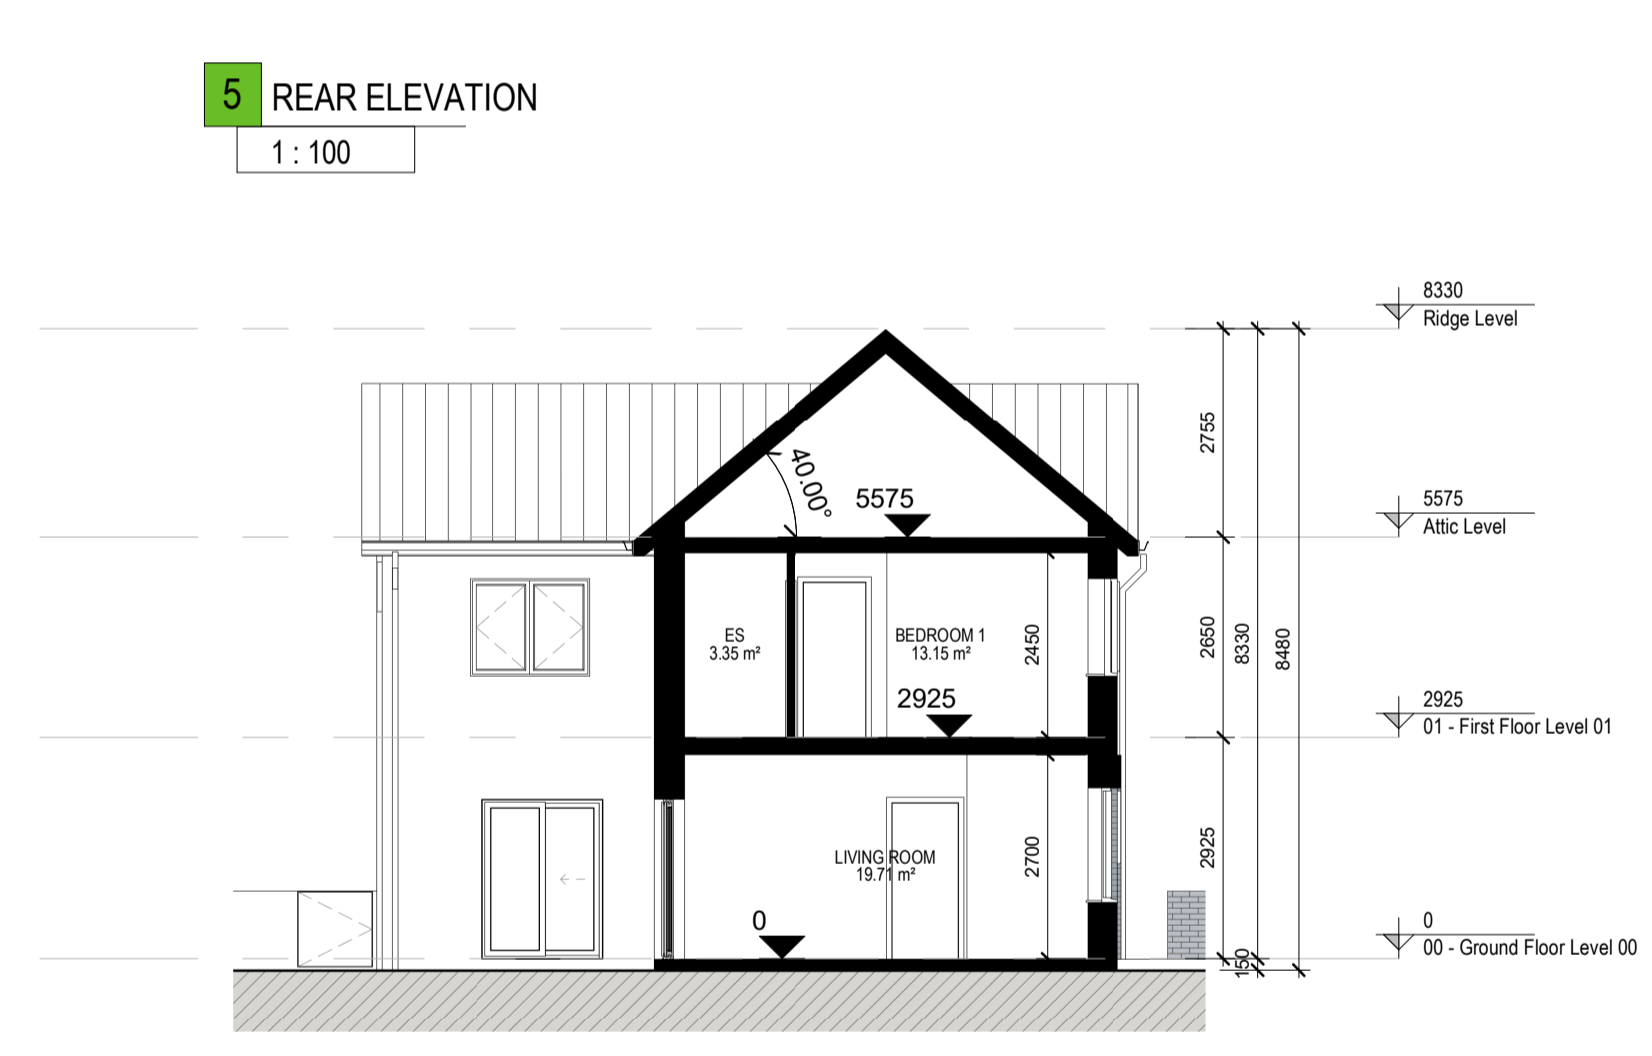 5 REAR ELEVATION
1 : 100
8330
Ridge Level
2755
40.00°
5575
5575
Attic Level
ES
3.35 m²
BEDROOM 1
13.15 m²
2450
2650
8330
8480
2925
2925
01 - First Floor Level 01
LIVING ROOM
19.71 m²
2700
2925
0
0
00 - Ground Floor Level 00
150